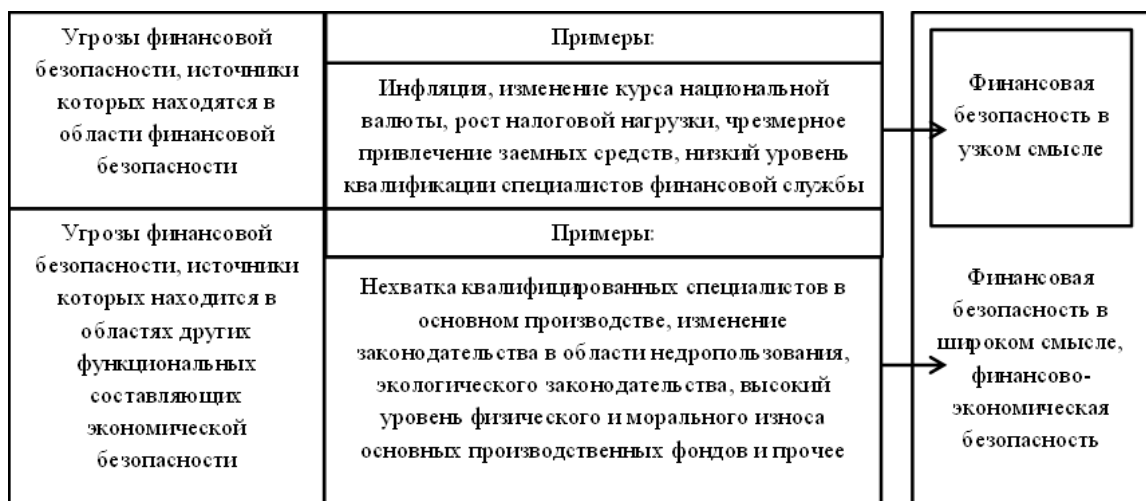 Угрозы финансовой
безопасности, источники
которых находятся в
области финансовой
безопасности
Примеры:
Инфляция, изменение курса национальной
валюты, рост налоговой нагрузки, чрезмерное
привлечение заемных средств, низкий уровень
квалификации специалистов финансовой службы
Финансовая
безопасность в
узком смысле
Угрозы финансовой
безопасности, источники
которых находится в
областях других
функциональных
составляющих
экономической
безопасности
Примеры:
Нехватка квалифицированных специалистов в
основном производстве, изменение
законодательства в области недропользования,
экологического законодательства, высокий
уровень физического и морального износа
основных производственных фондов и прочее
Финансовая
безопасность в
широком смысле,
финансово-
экономическая
безопасность